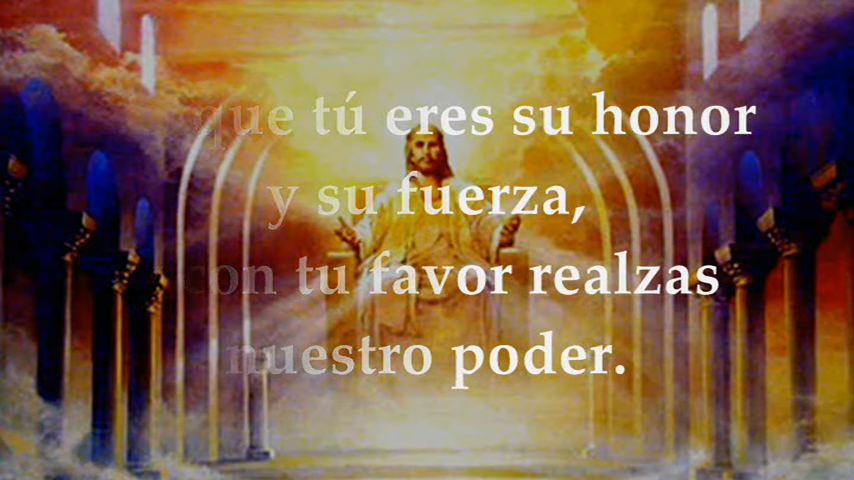 que tú eres su honor
y su fuerza,
con tu favor realzas
nuestro poder.